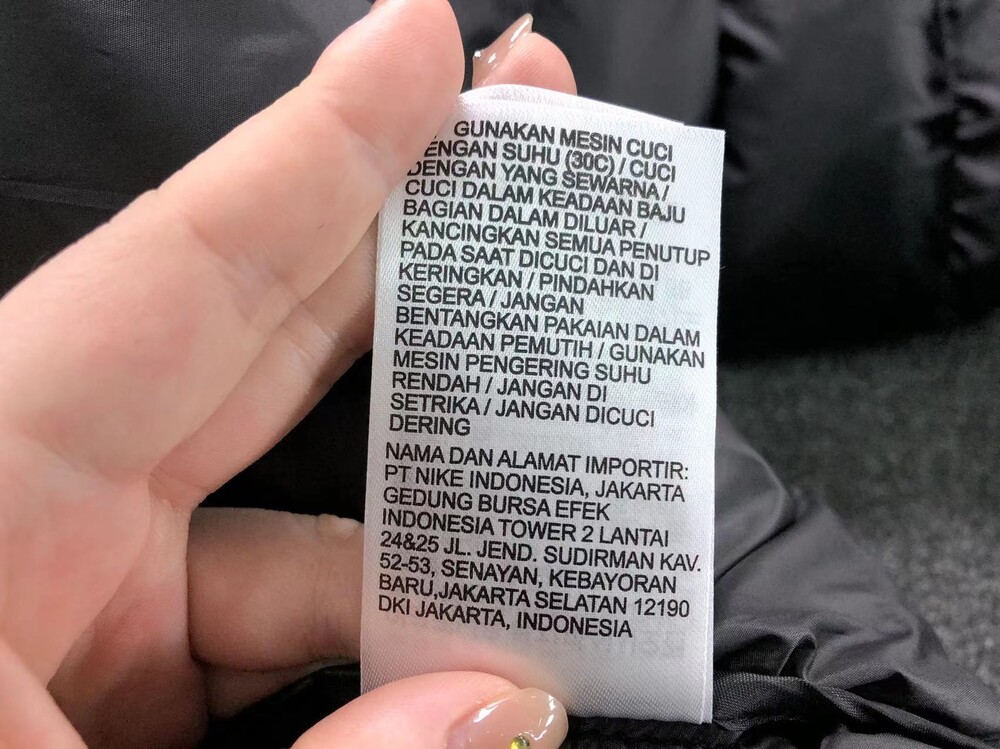 GUNAKAN MESIN CUCI
DENGAN SUHU (30C) / CUCI
DENGAN YANG SEWARNA /
CUCI DALAM KEADAAN BAJU
BAGIAN DALAM DILUAR /
KANCINGKAN SEMUA PENUTUP
PADA SAAT DICUCI DAN DI
KERINGKAN / PINDAHKAN
SEGERA / JANGAN
BENTANGKAN PAKAIAN DALAM
KEADAAN PEMUTIH / GUNAKAN
MESIN PENGERING SUHU
RENDAH / JANGAN DI
SETRIKA / JANGAN DICUCI
DERING
NAMA DAN ALAMAT IMPORTIR:
PT NIKE INDONESIA, JAKARTA
GEDUNG BURSA EFEK
INDONESIA TOWER 2 LANTAI
24&25 JL. JEND. SUDIRMAN KAV.
52-53, SENAYAN, KEBAYORAN
BARU,JAKARTA SELATAN 12190
DKI JAKARTA, INDONESIA